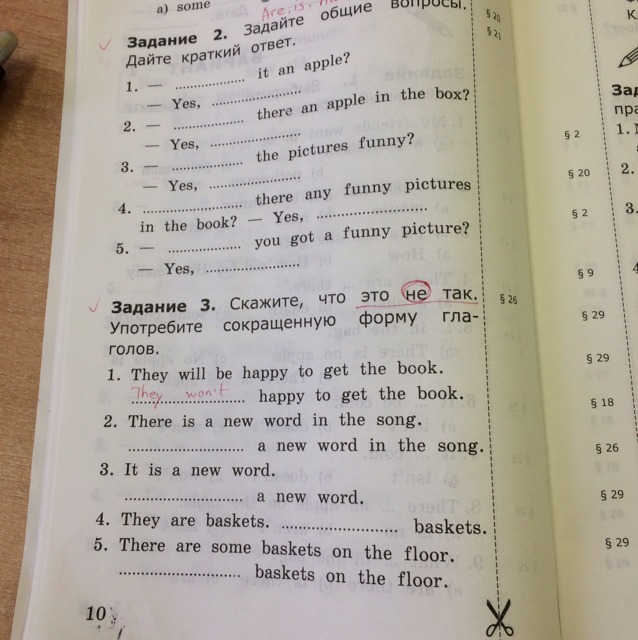 a) some
Are, is,
Задание 2. Задайте общие вопросы.
Дайте краткий ответ.
1. — .................. it an apple?
— Yes, .......................
2. — .................. there an apple in the box?
— Yes, .......................
3. — .................. the pictures funny?
— Yes, .......................
4. .......................... there any funny pictures
in the book? — Yes, ............................
5. — .................. you got a funny picture?
— Yes, .......................
Задание 3. Скажите, что это не так.
Употребите сокращенную форму гла-
голов.
1. They will be happy to get the book.
They won't happy to get the book.
2. There is a new word in the song.
............................ a new word in the song.
3. It is a new word.
............................ a new word.
4. They are baskets. ............................ baskets.
5. There are some baskets on the floor.
............................ baskets on the floor.
10
§ 20
§ 21
§ 26
§ 2
§ 20
§ 2
§ 9
§ 29
§ 29
§ 18
§ 26
§ 29
§ 29
К
Зад
пра
1.
2.
3.
4